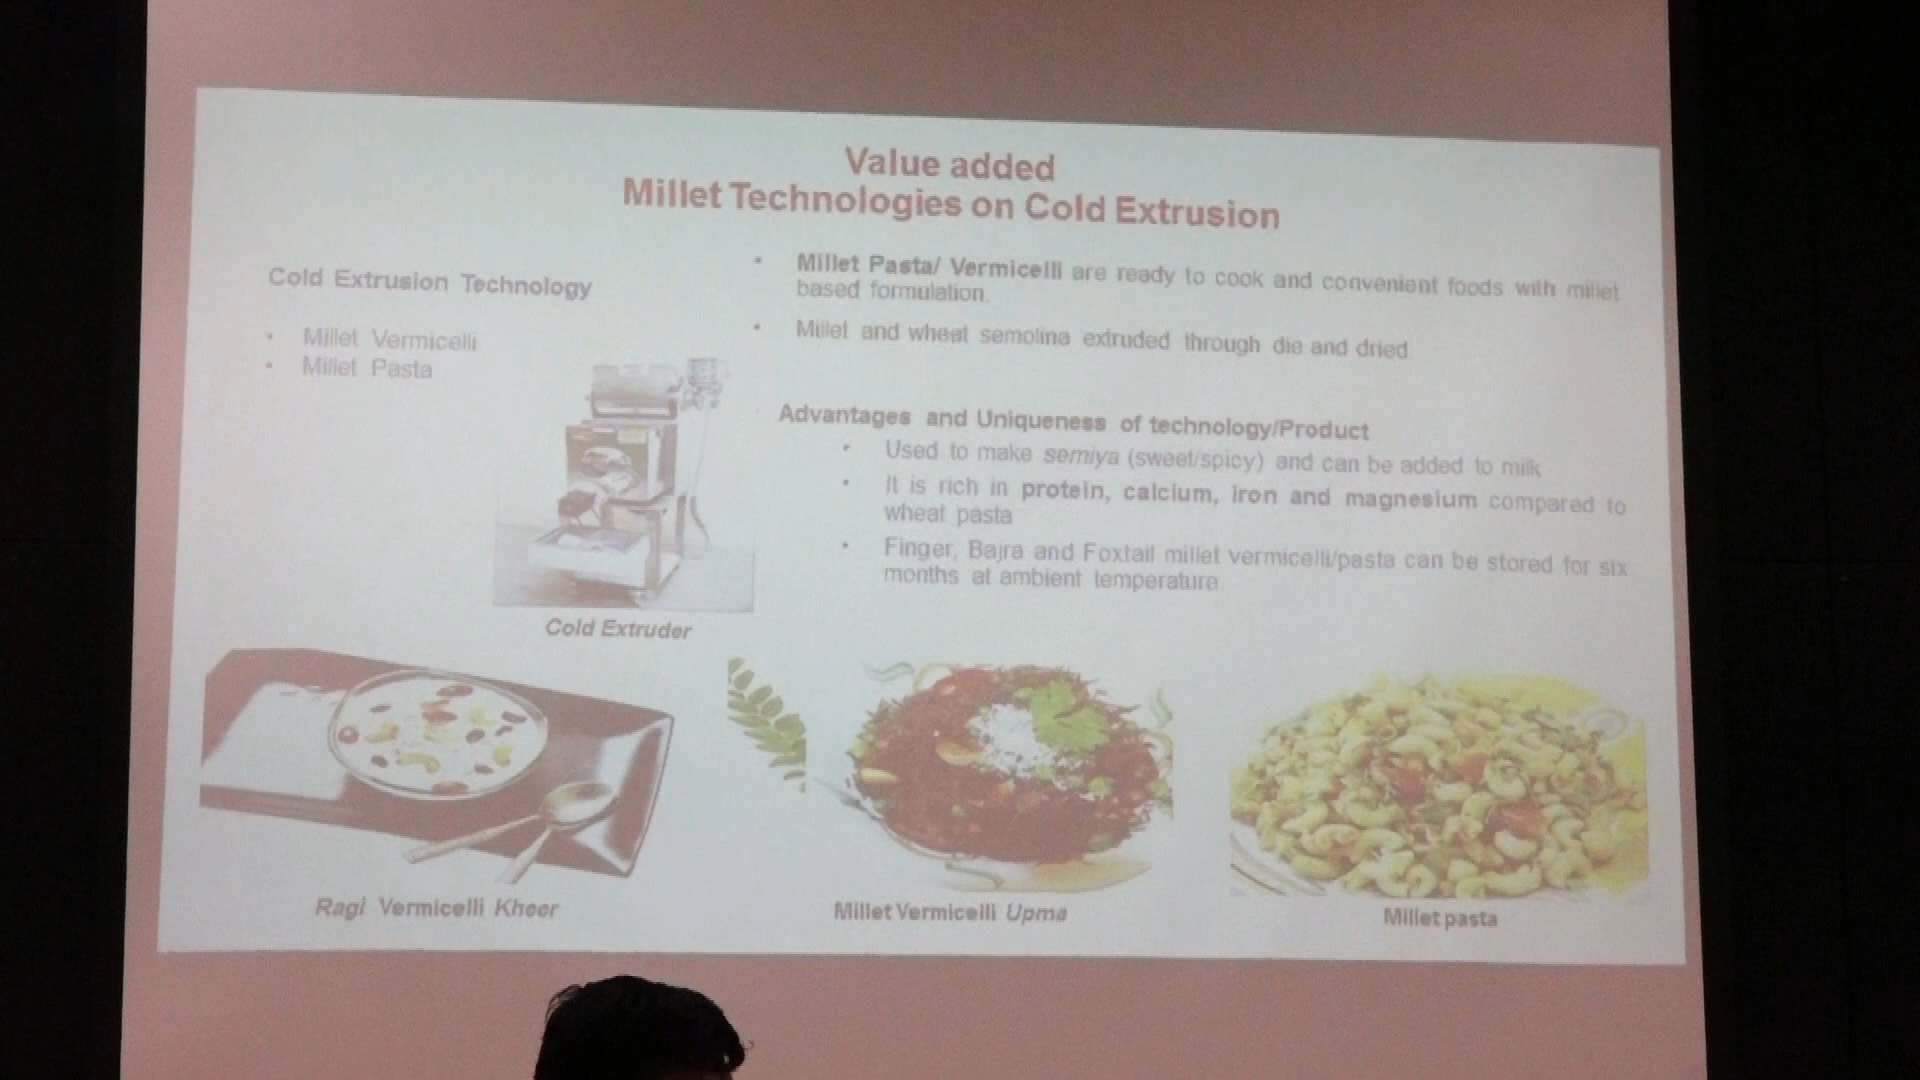 Value added
Millet Technologies on Cold Extrusion
Cold Extrusion Technology
• Millet Vermicelli
• Millet Pasta
Cold Extruder
• Millet Pasta/ Vermicelli are ready to cook and convenient foods with millet
based formulation.
• Millet and wheat semolina extruded through die and dried.
Advantages and Uniqueness of technology/Product
• Used to make semiya (sweet/spicy) and can be added to milk
• It is rich in protein, calcium, iron and magnesium compared to
wheat pasta
• Finger, Bajra and Foxtail millet vermicelli/pasta can be stored for six
months at ambient temperature
Ragi Vermicelli Kheer
Millet Vermicelli Upma
Millet pasta